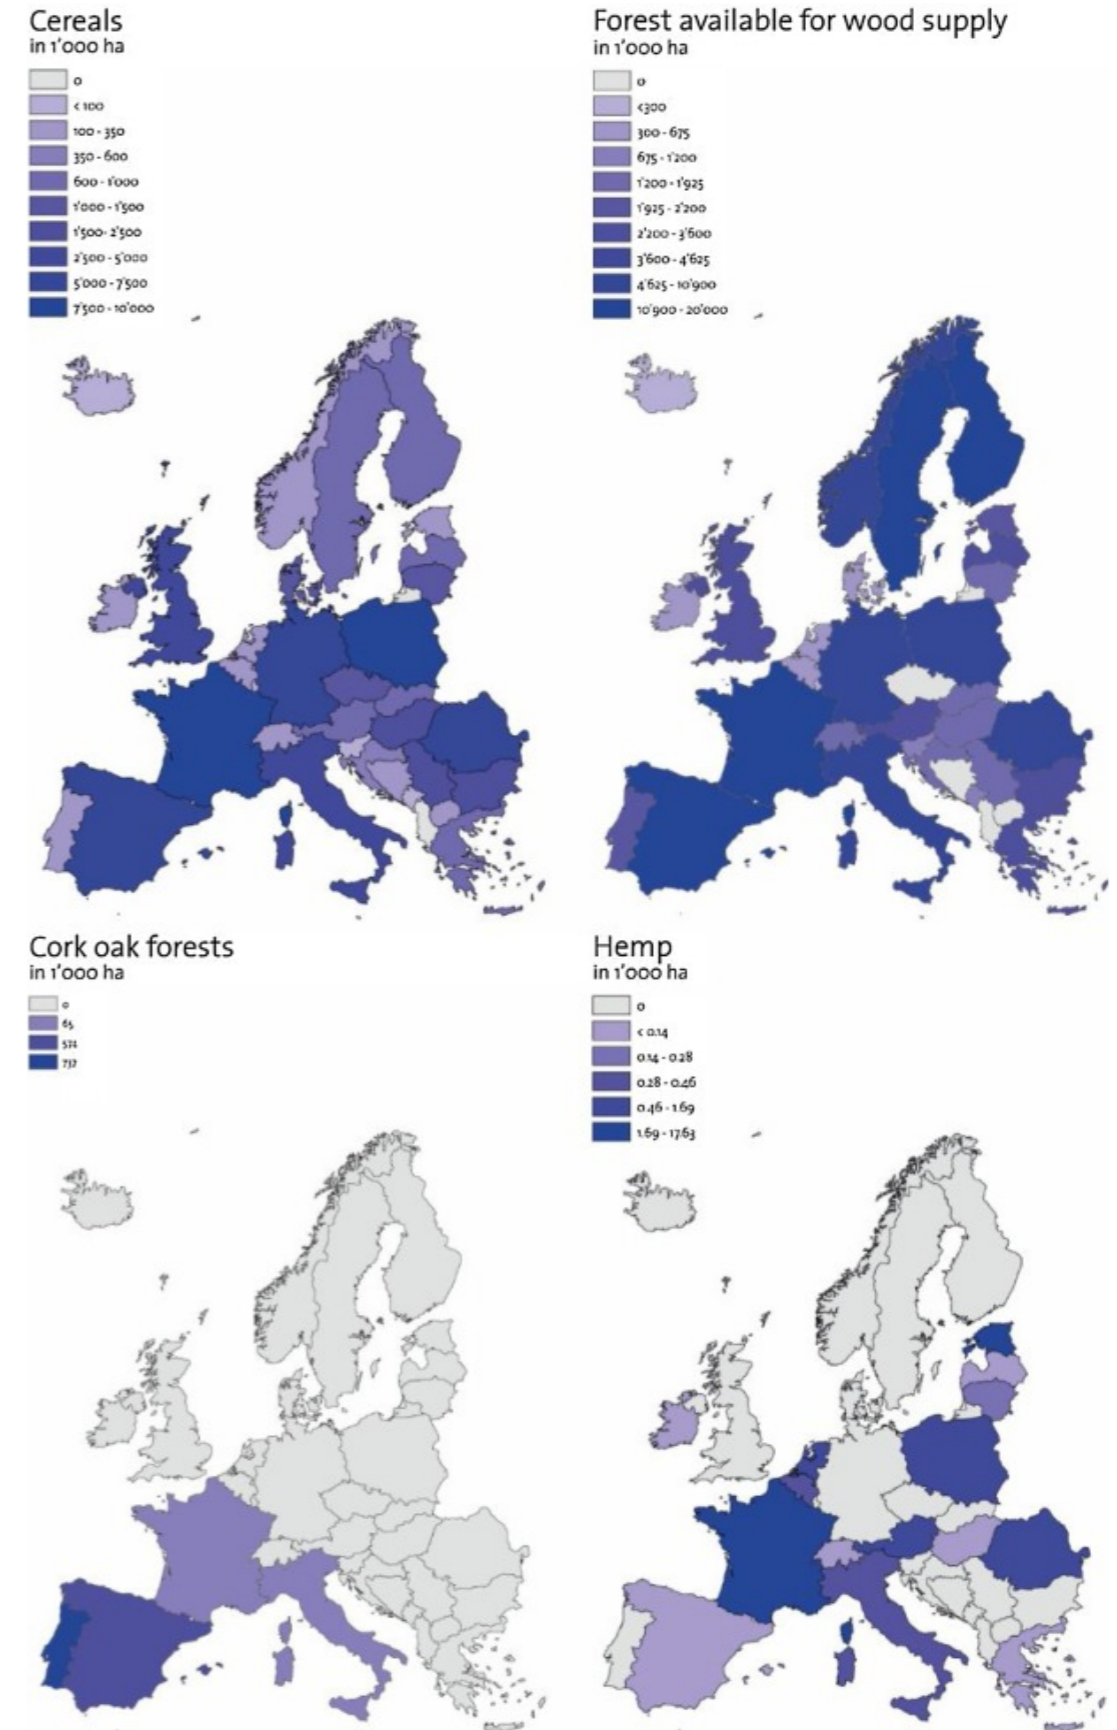 Cereals
in 1'000 ha
0
< 100
100 - 350
350 - 600
600 - 1'000
1'000 - 1'500
1'500- 2'500
2'500 - 5'000
5'000 - 7'500
7'500 - 10'000
Forest available for wood supply
in 1'000 ha
0
<300
300 - 675
675 - 1'200
1'200 - 1'925
1'925 - 2'200
2'200 - 3'600
3'600 - 4'625
4'625 - 10'900
10'900 - 20'000
Cork oak forests
in 1'000 ha
0
65
571
737
Hemp
in 1'000 ha
0
< 0.14
0.14 - 0.28
0.28 - 0.46
0.46 - 1.69
1.69 - 17.63